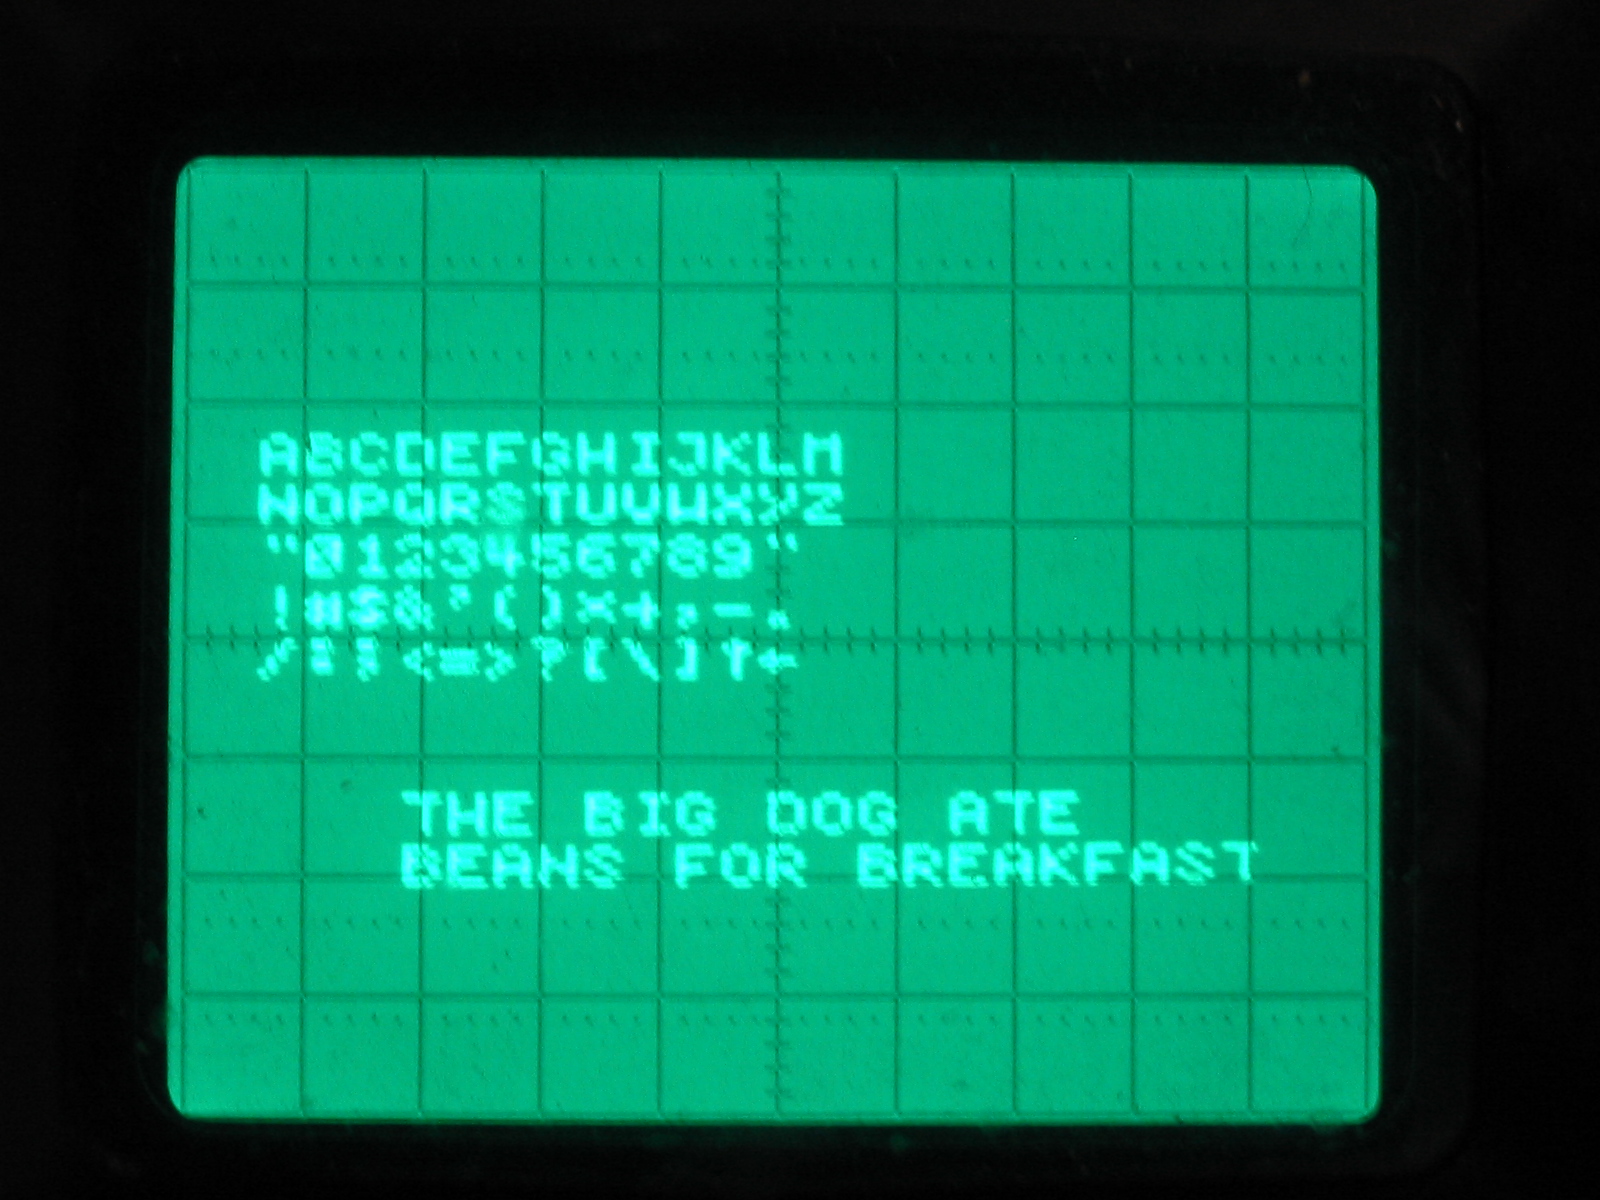 ABCDEFGHIJKLM
NOPQRSTUVWXYZ
"0123456789"
!#$&'()×+,-.
/:;<=>?[\]↑←
THE BIG DOG ATE
BEANS FOR BREAKFAST